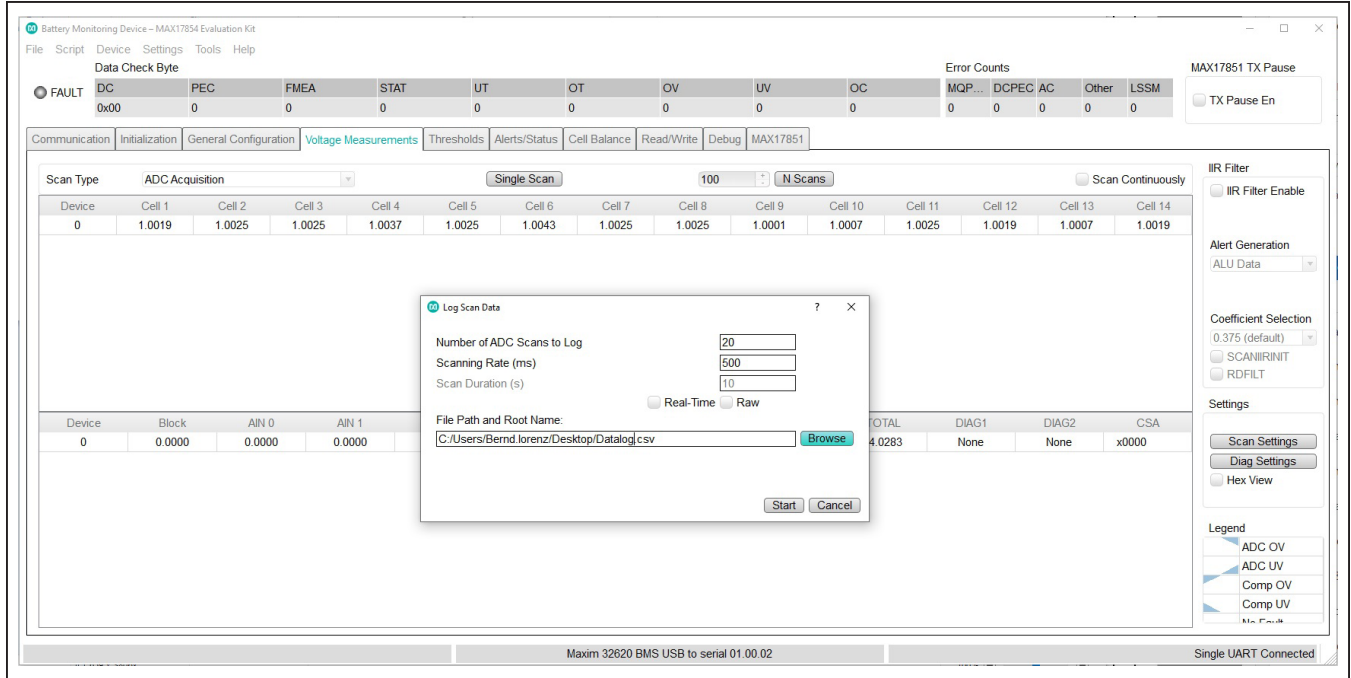 Battery Monitoring Device – MAX17854 Evaluation Kit
File Script Device Settings Tools Help
Data Check Byte Error Counts MAX17851 TX Pause
FAULT DC PEC FMEA STAT UT OT OV UV OC MQP... DCPEC AC Other LSSM
0x00 0 0 0 0 0 0 0 0 0 0 0 0 0 TX Pause En
Communication Initialization General Configuration Voltage Measurements Thresholds Alerts/Status Cell Balance Read/Write Debug MAX17851
Scan Type ADC Acquisition Single Scan 100 N Scans Scan Continuously
IIR Filter
IIR Filter Enable
Device Cell 1 Cell 2 Cell 3 Cell 4 Cell 5 Cell 6 Cell 7 Cell 8 Cell 9 Cell 10 Cell 11 Cell 12 Cell 13 Cell 14
0 1.0019 1.0025 1.0025 1.0037 1.0025 1.0043 1.0025 1.0025 1.0001 1.0007 1.0025 1.0019 1.0007 1.0019
Alert Generation
ALU Data
Log Scan Data ? ×
Number of ADC Scans to Log 20
Scanning Rate (ms) 500
Scan Duration (s) 10
Real-Time Raw
File Path and Root Name:
C:/Users/Bernd.lorenz/Desktop/Datalog.csv Browse
Start Cancel
Coefficient Selection
0.375 (default)
SCANIIRINIT
RDFILT
Device Block AIN 0 AIN 1 DIAG1 DIAG2 CSA
0 0.0000 0.0000 0.0000 None None x0000
Settings
Scan Settings
Diag Settings
Hex View
Legend
ADC OV
ADC UV
Comp OV
Comp UV
Maxim 32620 BMS USB to serial 01.00.02 Single UART Connected